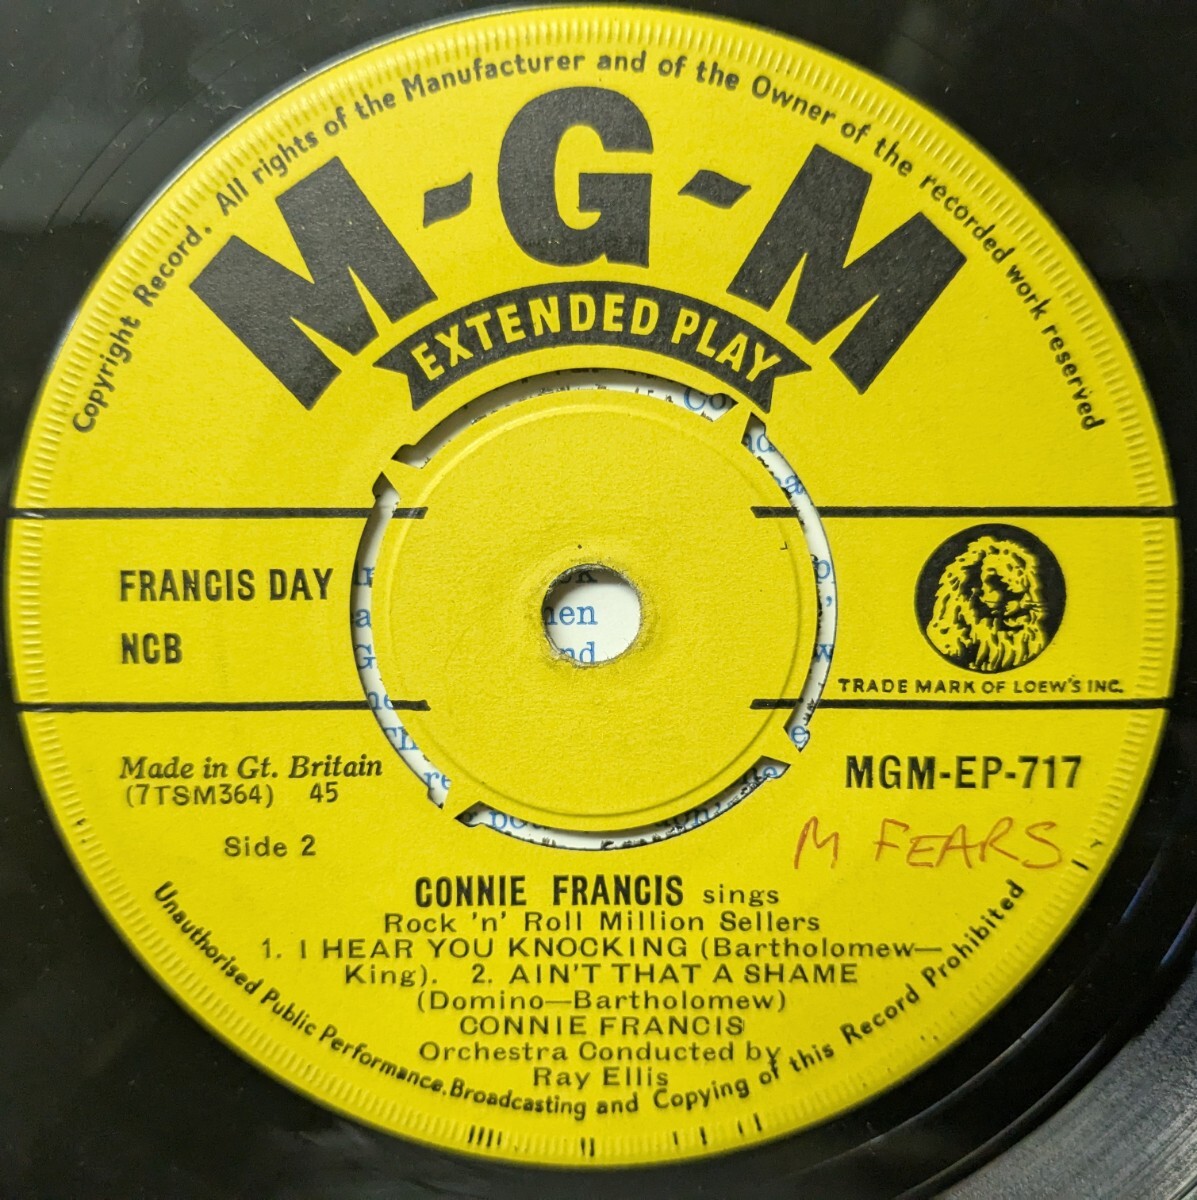 Copyright Record. All rights of the Manufacturer and of the Owner of the recorded work reserved
M-G-M
EXTENDED PLAY
FRANCIS DAY
NCB
TRADE MARK OF LOEW'S INC.
Made in Gt. Britain
(7TSM364) 45
Side 2
MGM-EP-717
M FEARS
CONNIE FRANCIS sings
Rock 'n' Roll Million Sellers
1. I HEAR YOU KNOCKING (Bartholomew—
King). 2. AIN'T THAT A SHAME
(Domino—Bartholomew)
CONNIE FRANCIS
Orchestra Conducted by
Ray Ellis
Unauthorised Public Performance, Broadcasting and Copying of this Record Prohibited